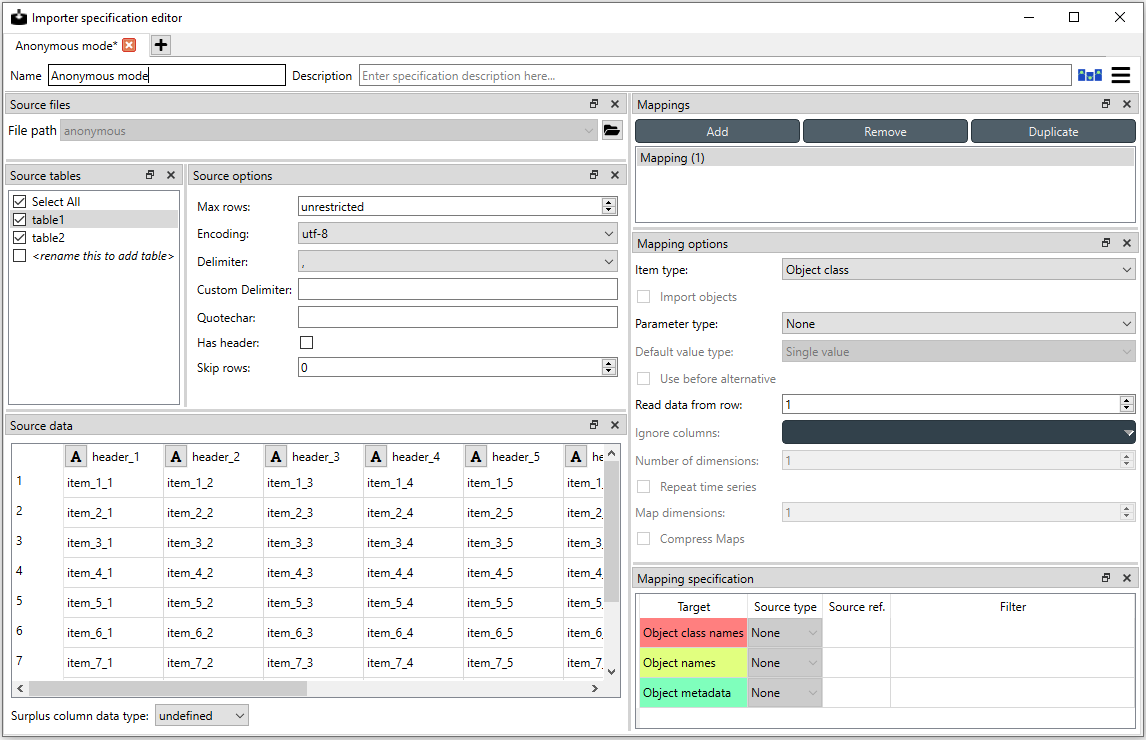 Importer specification editor
Anonymous mode*
Name Anonymous mode Description Enter specification description here...
Source files
File path anonymous
Source tables
Select All
table1
table2
<rename this to add table>
Source options
Max rows: unrestricted
Encoding: utf-8
Delimiter: ,
Custom Delimiter:
Quotechar:
Has header:
Skip rows: 0
Source data
A header_1 A header_2 A header_3 A header_4 A header_5 A he
1 item_1_1 item_1_2 item_1_3 item_1_4 item_1_5 item_1_
2 item_2_1 item_2_2 item_2_3 item_2_4 item_2_5 item_2_
3 item_3_1 item_3_2 item_3_3 item_3_4 item_3_5 item_3_
4 item_4_1 item_4_2 item_4_3 item_4_4 item_4_5 item_4_
5 item_5_1 item_5_2 item_5_3 item_5_4 item_5_5 item_5_
6 item_6_1 item_6_2 item_6_3 item_6_4 item_6_5 item_6_
7 item_7_1 item_7_2 item_7_3 item_7_4 item_7_5 item_7_
Surplus column data type: undefined
Mappings
Add Remove Duplicate
Mapping (1)
Mapping options
Item type: Object class
Import objects
Parameter type: None
Default value type: Single value
Use before alternative
Read data from row: 1
Ignore columns:
Number of dimensions: 1
Repeat time series
Map dimensions: 1
Compress Maps
Mapping specification
Target Source type Source ref. Filter
Object class names None
Object names None
Object metadata None